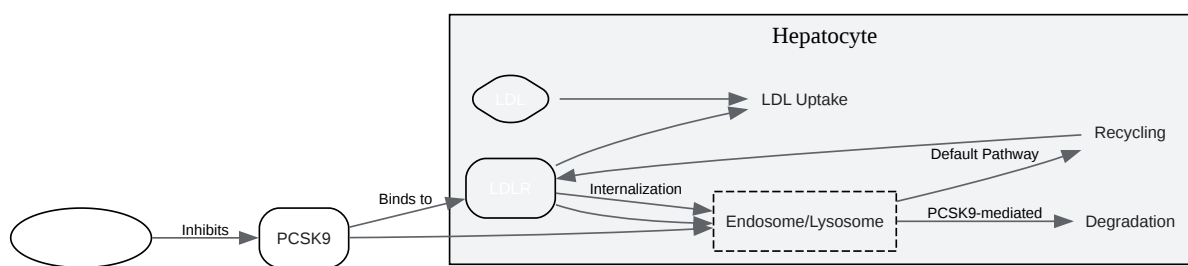 Hepatocyte
LDL
LDL Uptake
Recycling
Default Pathway
LDLR
Internalization
Binds to
Endosome/Lysosome
PCSK9-mediated
Degradation
Inhibits
PCSK9